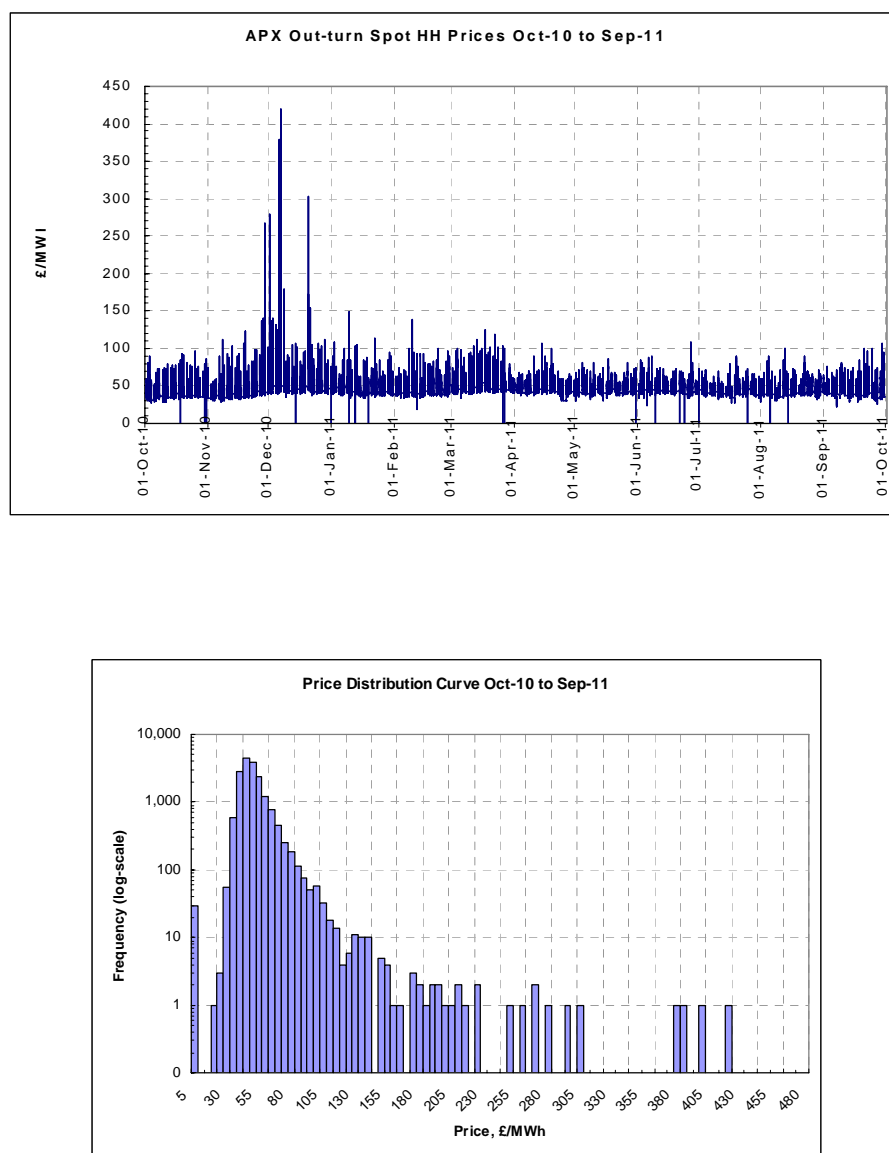 APX Out-turn Spot HH Prices Oct-10 to Sep-11
450
400
350
300
250
200
150
100
50
0
£/MWl
01-Oct-10
01-Nov-10
01-Dec-10
01-Jan-11
01-Feb-11
01-Mar-11
01-Apr-11
01-May-11
01-Jun-11
01-Jul-11
01-Aug-11
01-Sep-11
01-Oct-11
Price Distribution Curve Oct-10 to Sep-11
10,000
1,000
100
10
1
0
Frequency (log-scale)
5
30
55
80
105
130
155
180
205
230
255
280
305
330
355
380
405
430
455
480
Price, £/MWh